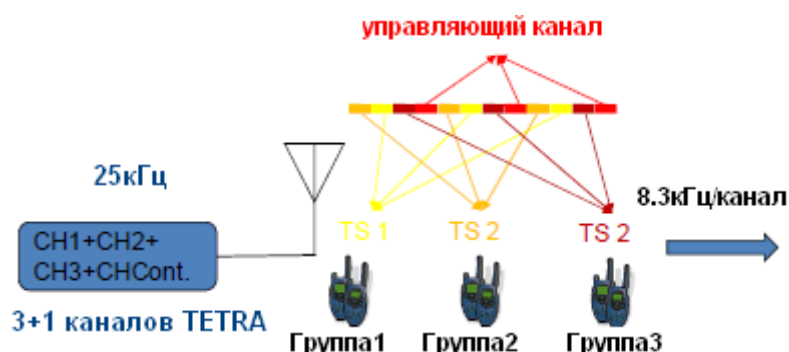 управляющий канал
25кГц
8.3кГц/канал
TS 1 TS 2 TS 2
CH1+CH2+
CH3+CHCont.
3+1 каналов TETRA
Группа1 Группа2 Группа3